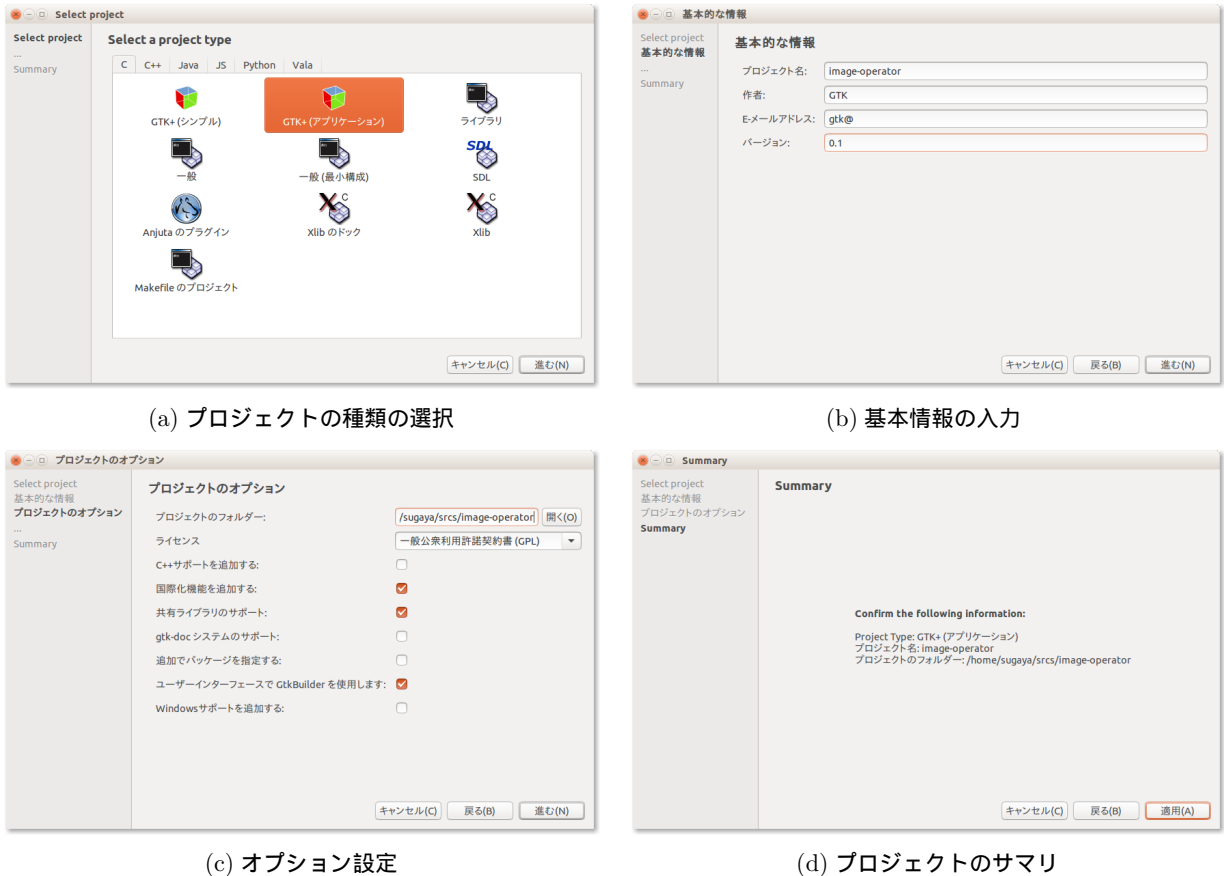 Select project
Select project
...
Summary
Select a project type
C C++ Java JS Python Vala
GTK+ (シンプル) GTK+ (アプリケーション) ライブラリ
SDL
一般 一般 (最小構成) SDL
C C
Anjuta のプラグイン Xlib のドック Xlib
Makefile のプロジェクト
キャンセル(C) 進む(N)
(a) プロジェクトの種類の選択
基本的な情報
Select project
基本的な情報
...
Summary
基本的な情報
プロジェクト名: image-operator
作者: GTK
E-メールアドレス: gtk@
バージョン: 0.1
キャンセル(C) 戻る(B) 進む(N)
(b) 基本情報の入力
プロジェクトのオプション
Select project
基本的な情報
プロジェクトのオプション
...
Summary
プロジェクトのオプション
プロジェクトのフォルダー: /sugaya/srcs/image-operator 開く(O)
ライセンス 一般公衆利用許諾契約書 (GPL)
C++サポートを追加する:
国際化機能を追加する:
共有ライブラリのサポート:
gtk-doc システムのサポート:
追加でパッケージを指定する:
ユーザーインターフェースで GtkBuilder を使用します:
Windowsサポートを追加する:
キャンセル(C) 戻る(B) 進む(N)
(c) オプション設定
Summary
Select project
基本的な情報
プロジェクトのオプション
Summary
Summary
Confirm the following information:
Project Type: GTK+ (アプリケーション)
プロジェクト名: image-operator
プロジェクトのフォルダー: /home/sugaya/srcs/image-operator
キャンセル(C) 戻る(B) 適用(A)
(d) プロジェクトのサマリ